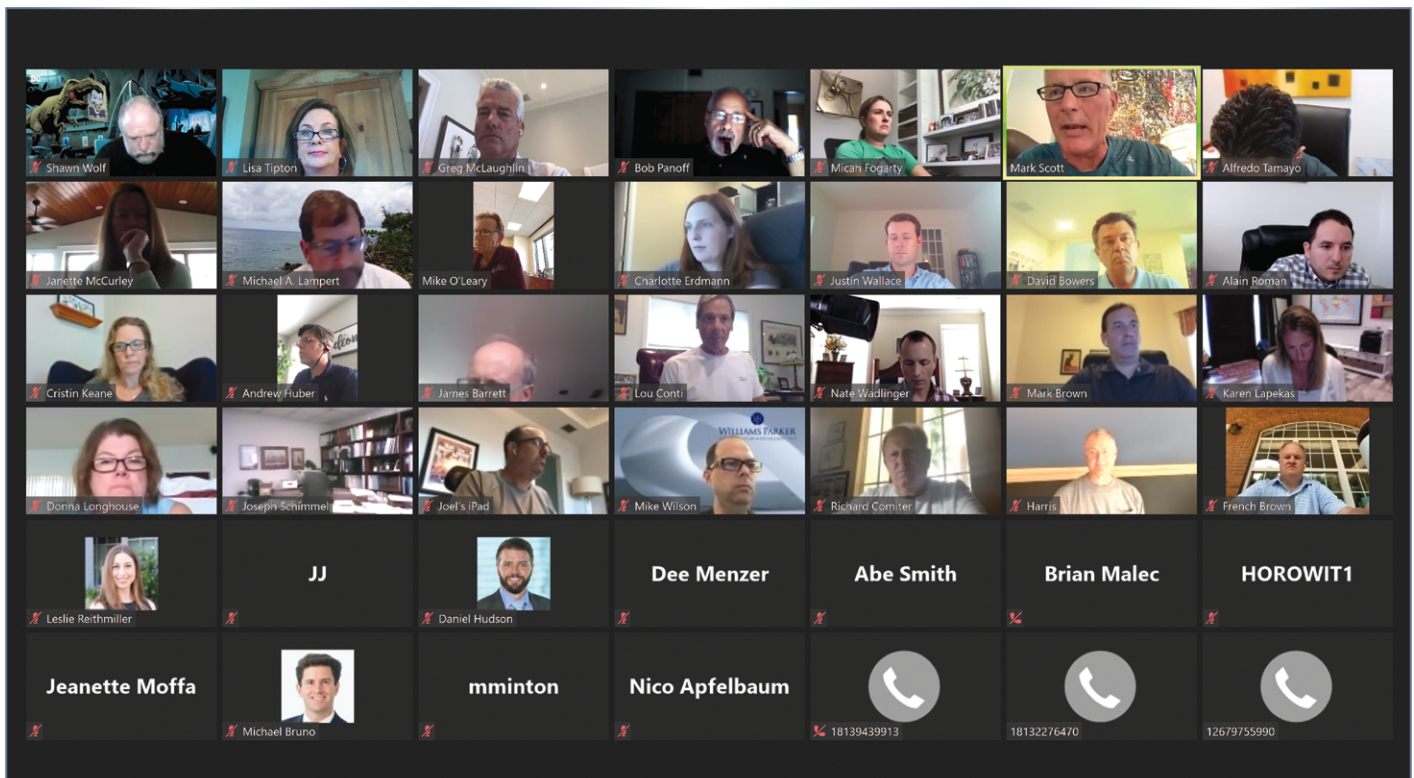 Shawn Wolf
Lisa Tipton
Greg McLaughlin
Bob Panoff
Micah Fogarty
Mark Scott
Alfredo Tamayo
Janette McCurley
Michael A. Lampert
Mike O'Leary
Charlotte Erdmann
Justin Wallace
David Bowers
Alain Roman
Cristin Keane
Andrew Huber
James Barrett
Lou Conti
Nate Wadlinger
Mark Brown
Karen Lapekas
WILLIAMS PARKER
Donna Longhouse
Joseph Schimmel
Joel's iPad
Mike Wilson
Richard Comiter
Harris
French Brown
JJ
Dee Menzer
Abe Smith
Brian Malec
HOROWIT1
Leslie Reithmiller
Daniel Hudson
Jeanette Moffa
mminton
Nico Apfelbaum
Michael Bruno
18139439913
18132276470
12679755990